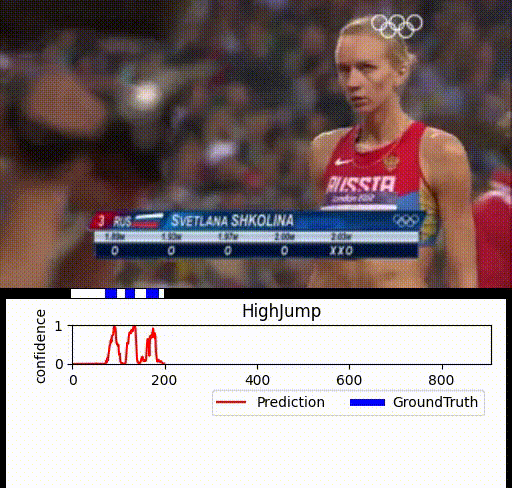 RUSSIA
London 2012
3 RUS SVETLANA SHKOLINA
1.89m 1.93m 1.97m 2.00m 2.03m
O O O O XXO
HighJump
confidence
1
0
0 200 400 600 800
Prediction GroundTruth